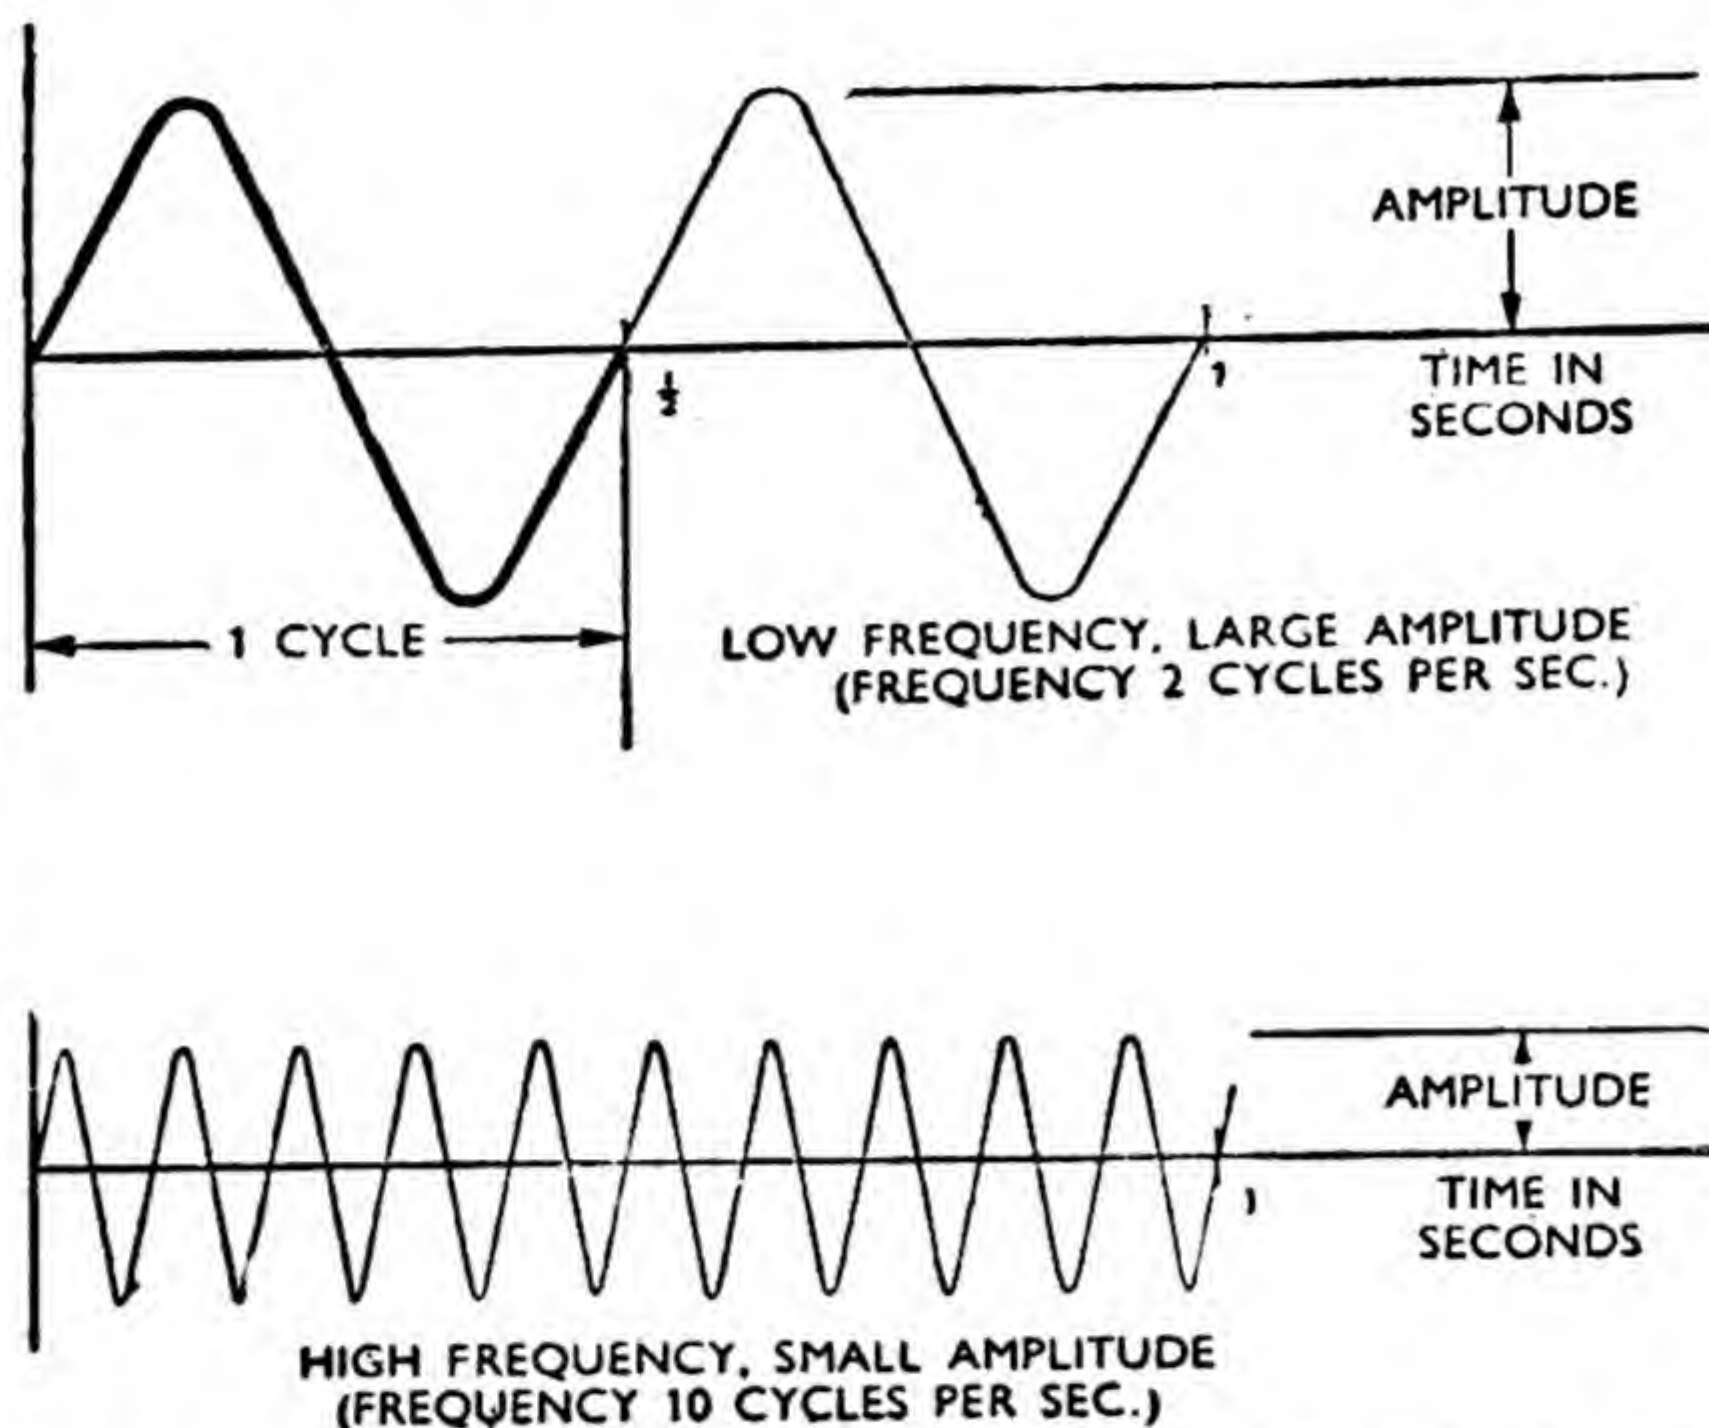 AMPLITUDE
½
1
TIME IN
SECONDS
1 CYCLE
LOW FREQUENCY, LARGE AMPLITUDE
(FREQUENCY 2 CYCLES PER SEC.)
AMPLITUDE
1
TIME IN
SECONDS
HIGH FREQUENCY, SMALL AMPLITUDE
(FREQUENCY 10 CYCLES PER SEC.)